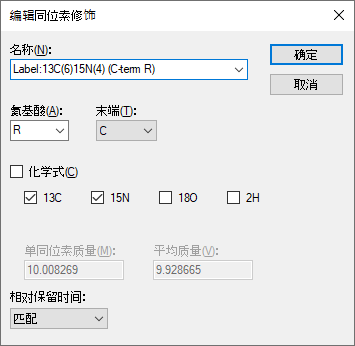 编辑同位素修饰
名称(N):
Label:13C(6)15N(4) (C-term R)
确定
取消
氨基酸(A):
末端(T):
R
C
化学式(C)
13C
15N
18O
2H
单同位素质量(M):
平均质量(V):
10.008269
9.928665
相对保留时间:
匹配